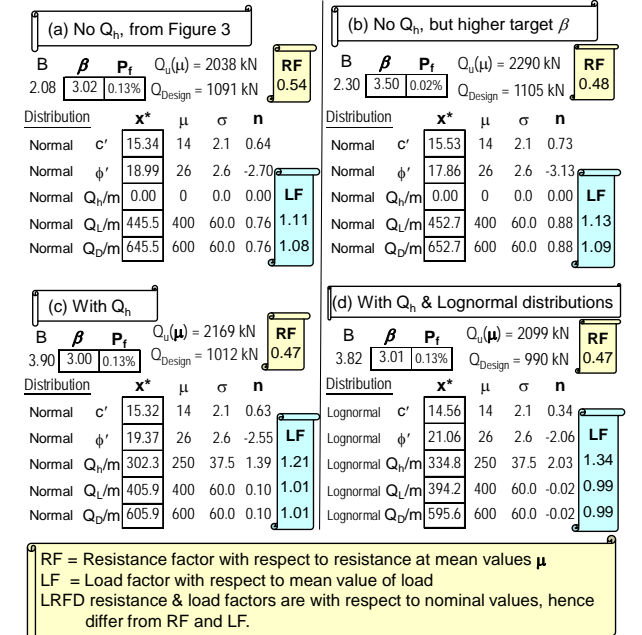 (a) No Qh, from Figure 3
B β Pf Qu(μ) = 2038 kN RF
2.08 3.02 0.13% QDesign = 1091 kN 0.54
Distribution x* μ σ n
Normal c′ 15.34 14 2.1 0.64
Normal ϕ′ 18.99 26 2.6 -2.70
Normal Qh/m 0.00 0 0.0 0.00 LF
Normal QL/m 445.5 400 60.0 0.76 1.11
Normal QD/m 645.5 600 60.0 0.76 1.08
(b) No Qh, but higher target β
B β Pf Qu(μ) = 2290 kN RF
2.30 3.50 0.02% QDesign = 1105 kN 0.48
Distribution x* μ σ n
Normal c′ 15.53 14 2.1 0.73
Normal ϕ′ 17.86 26 2.6 -3.13
Normal Qh/m 0.00 0 0.0 0.00 LF
Normal QL/m 452.7 400 60.0 0.88 1.13
Normal QD/m 652.7 600 60.0 0.88 1.09
(c) With Qh
B β Pf Qu(μ) = 2169 kN RF
3.90 3.00 0.13% QDesign = 1012 kN 0.47
Distribution x* μ σ n
Normal c′ 15.32 14 2.1 0.63
Normal ϕ′ 19.37 26 2.6 -2.55 LF
Normal Qh/m 302.3 250 37.5 1.39 1.21
Normal QL/m 405.9 400 60.0 0.10 1.01
Normal QD/m 605.9 600 60.0 0.10 1.01
(d) With Qh & Lognormal distributions
B β Pf Qu(μ) = 2099 kN RF
3.82 3.01 0.13% QDesign = 990 kN 0.47
Distribution x* μ σ n
Lognormal c′ 14.56 14 2.1 0.34
Lognormal ϕ′ 21.06 26 2.6 -2.06 LF
Lognormal Qh/m 334.8 250 37.5 2.03 1.34
Lognormal QL/m 394.2 400 60.0 -0.02 0.99
Lognormal QD/m 595.6 600 60.0 -0.02 0.99
RF = Resistance factor with respect to resistance at mean values μ
LF = Load factor with respect to mean value of load
LRFD resistance & load factors are with respect to nominal values, hence
differ from RF and LF.